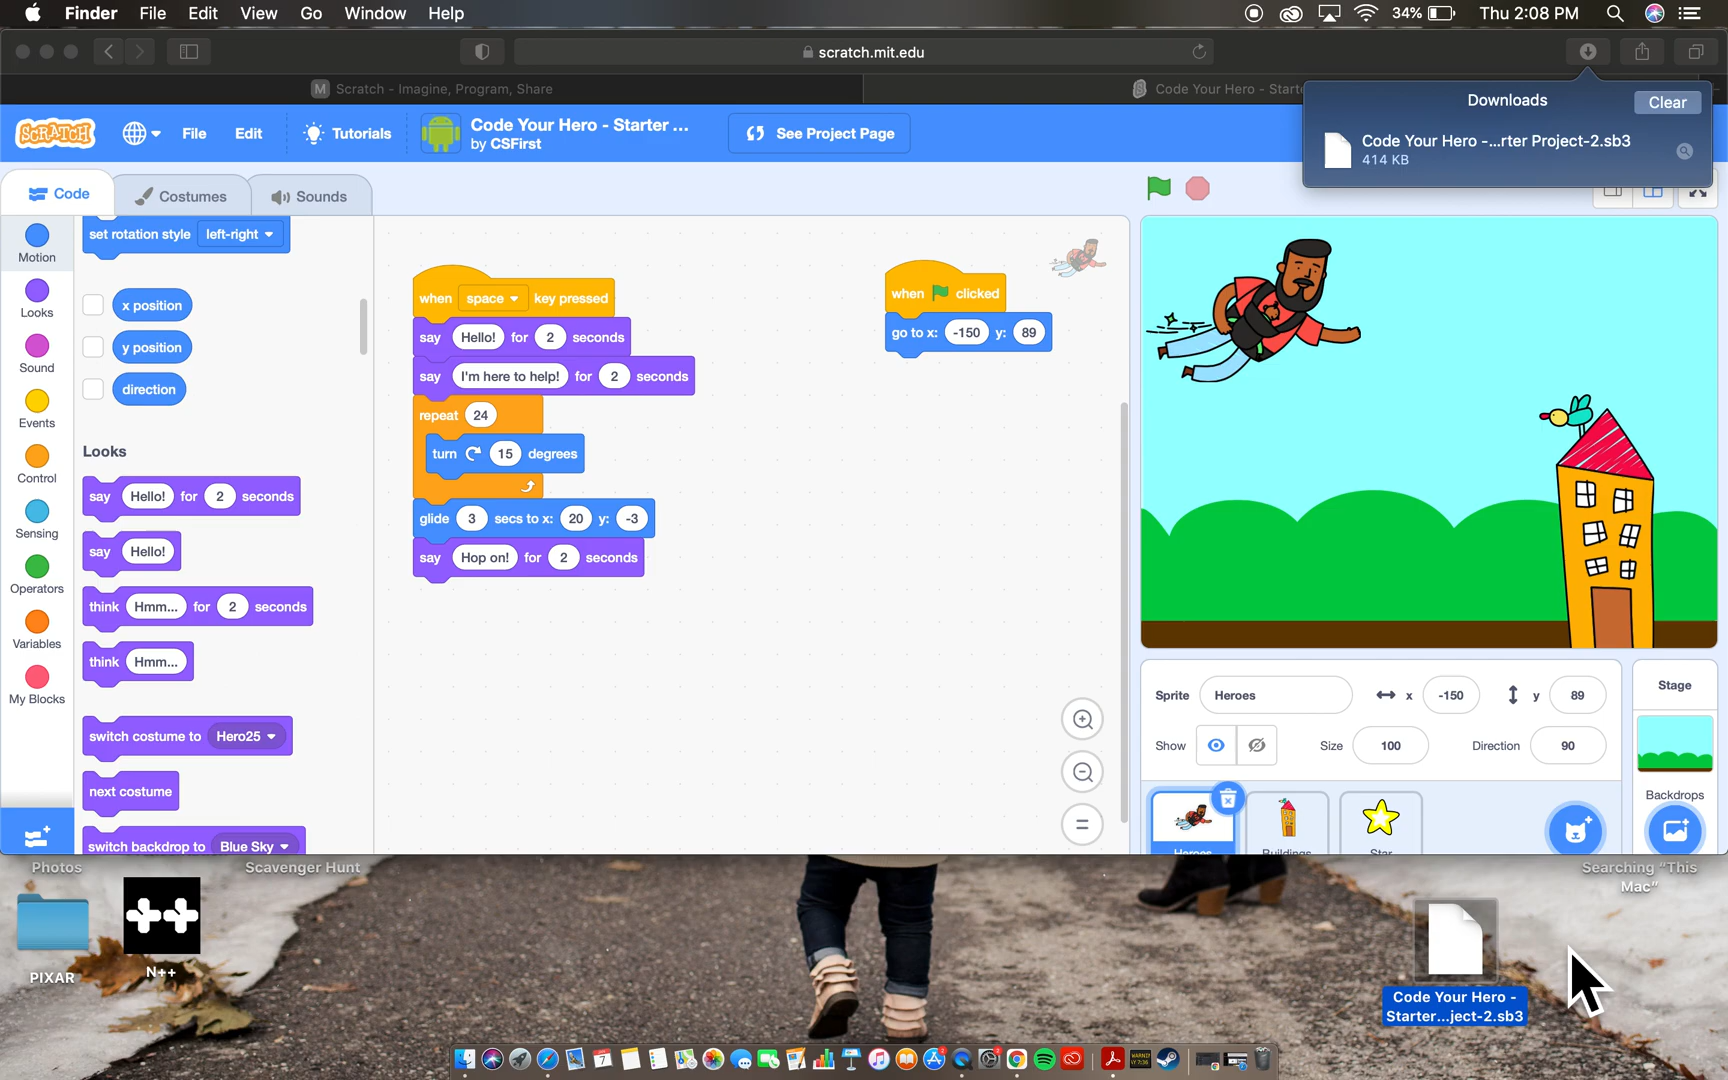 Finder File Edit View Go Window Help
34% Thu 2:08 PM
scratch.mit.edu
M Scratch - Imagine, Program, Share
Code Your Hero - Starte
Downloads Clear
Code Your Hero -...rter Project-2.sb3
414 KB
SCRATCH File Edit Tutorials
Code Your Hero - Starter ...
by CSFirst
See Project Page
Code Costumes Sounds
Motion
Looks
Sound
Events
Control
Sensing
Operators
Variables
My Blocks
set rotation style left-right
x position
y position
direction
Looks
say Hello! for 2 seconds
say Hello!
think Hmm... for 2 seconds
think Hmm...
switch costume to Hero25
next costume
switch backdrop to Blue Sky
when space key pressed
say Hello! for 2 seconds
say I'm here to help! for 2 seconds
repeat 24
turn 15 degrees
glide 3 secs to x: 20 y: -3
say Hop on! for 2 seconds
when clicked
go to x: -150 y: 89
Sprite Heroes x -150 y 89
Show Size 100 Direction 90
Heroes
Buildings
Star
Stage
Backdrops
Photos
Scavenger Hunt
Searching "This
Mac"
PIXAR
N++
Code Your Hero -
Starter...ject-2.sb3